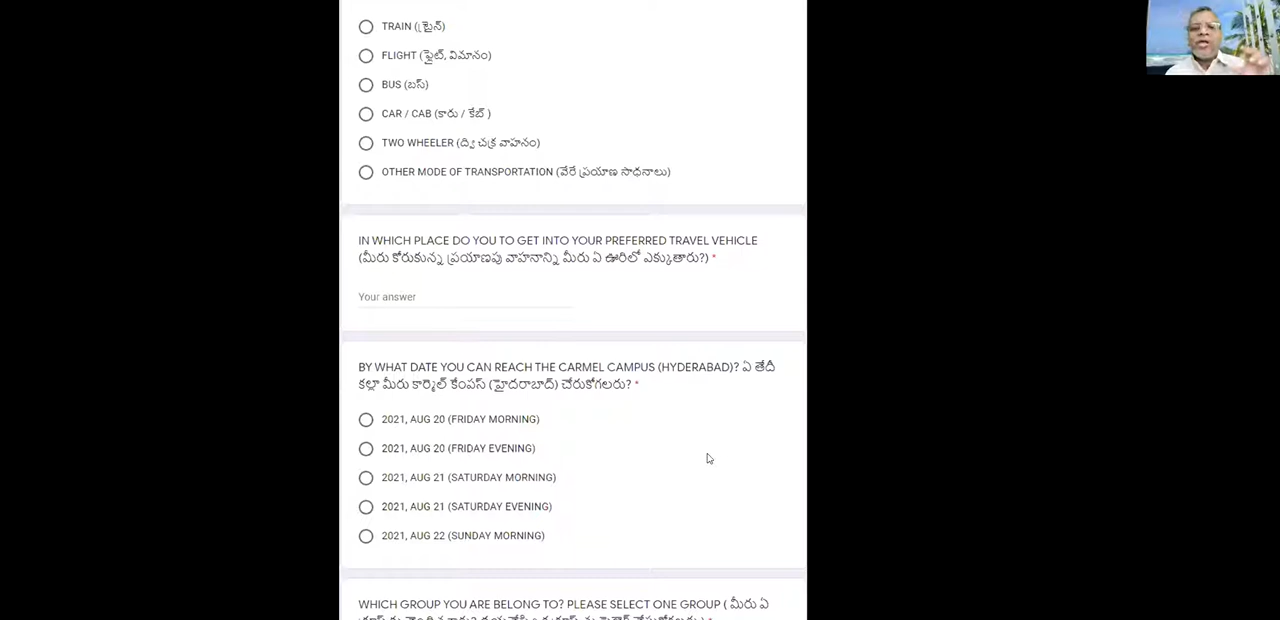 TRAIN (ట్రైన్)
FLIGHT (ఫ్లైట్, విమానం)
BUS (బస్)
CAR / CAB (కారు / కేబ్ )
TWO WHEELER (ద్వి చక్ర వాహనం)
OTHER MODE OF TRANSPORTATION (వేరే ప్రయాణ సాధనాలు)
IN WHICH PLACE DO YOU TO GET INTO YOUR PREFERRED TRAVEL VEHICLE
(మీరు కోరుకున్న ప్రయాణపు వాహనాన్ని మీరు ఏ ఊరిలో ఎక్కుతారు?) *
Your answer
BY WHAT DATE YOU CAN REACH THE CARMEL CAMPUS (HYDERABAD)? ఏ తేదీ
కల్లా మీరు కార్మెల్ కేంపస్ (హైదరాబాద్) చేరుకోగలరు? *
2021, AUG 20 (FRIDAY MORNING)
2021, AUG 20 (FRIDAY EVENING)
2021, AUG 21 (SATURDAY MORNING)
2021, AUG 21 (SATURDAY EVENING)
2021, AUG 22 (SUNDAY MORNING)
WHICH GROUP YOU ARE BELONG TO? PLEASE SELECT ONE GROUP ( మీరు ఏ